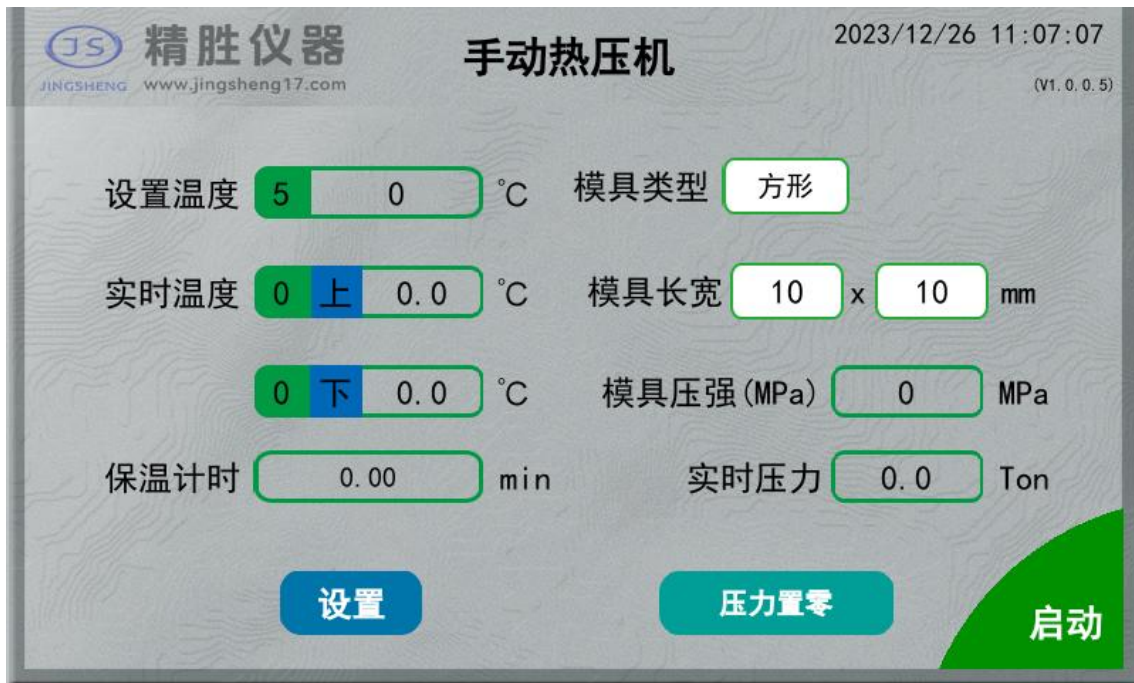 JS 精胜仪器
JINGSHENG www.jingsheng17.com
手动热压机
2023/12/26 11:07:07
(V1.0.0.5)
设置温度 5 0 ℃
模具类型 方形
实时温度 0 上 0.0 ℃
模具长宽 10 x 10 mm
0 下 0.0 ℃
模具压强(MPa) 0 MPa
保温计时 0.00 min
实时压力 0.0 Ton
设置
压力置零
启动